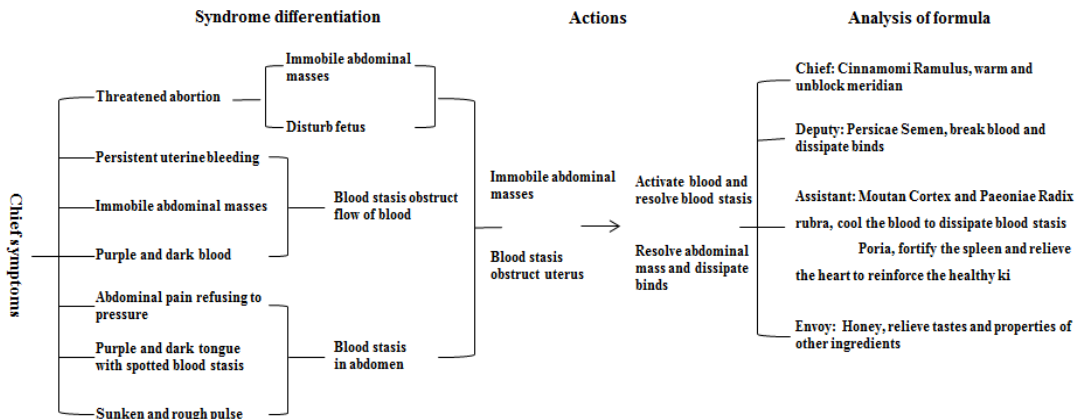 Syndrome differentiation
Actions
Analysis of formula
Chief symptoms
Threatened abortion
Immobile abdominal
masses
Disturb fetus
Persistent uterine bleeding
Immobile abdominal masses
Purple and dark blood
Blood stasis obstruct
flow of blood
Abdominal pain refusing to
pressure
Purple and dark tongue
with spotted blood stasis
Sunken and rough pulse
Blood stasis
in abdomen
Immobile abdominal
masses
Blood stasis
obstruct uterus
Activate blood and
resolve blood stasis
Resolve abdominal
mass and dissipate
binds
Chief: Cinnamomi Ramulus, warm and
unblock meridian
Deputy: Persicae Semen, break blood and
dissipate binds
Assistant: Moutan Cortex and Paeoniae Radix
rubra, cool the blood to dissipate blood stasis
Poria, fortify the spleen and relieve
the heart to reinforce the healthy ki
Envoy: Honey, relieve tastes and properties of
other ingredients